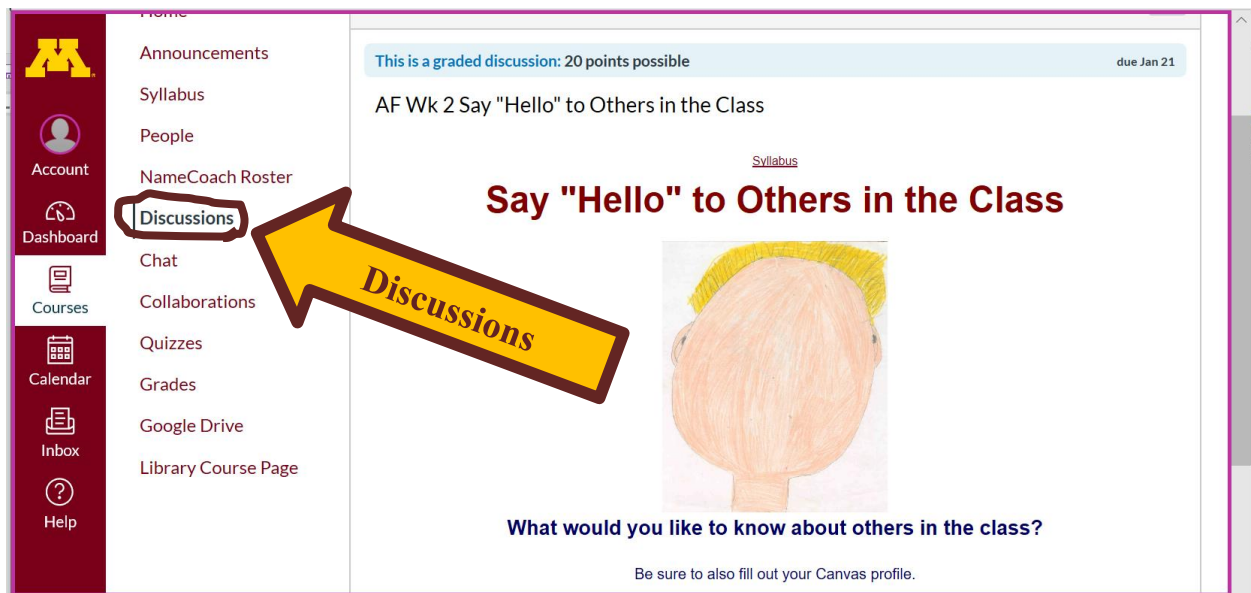 M
Account
Dashboard
Courses
Calendar
Inbox
Help
Home
Announcements
Syllabus
People
NameCoach Roster
Discussions
Chat
Collaborations
Quizzes
Grades
Google Drive
Library Course Page
Discussions
This is a graded discussion: 20 points possible
due Jan 21
AF Wk 2 Say "Hello" to Others in the Class
Syllabus
Say "Hello" to Others in the Class
What would you like to know about others in the class?
Be sure to also fill out your Canvas profile.